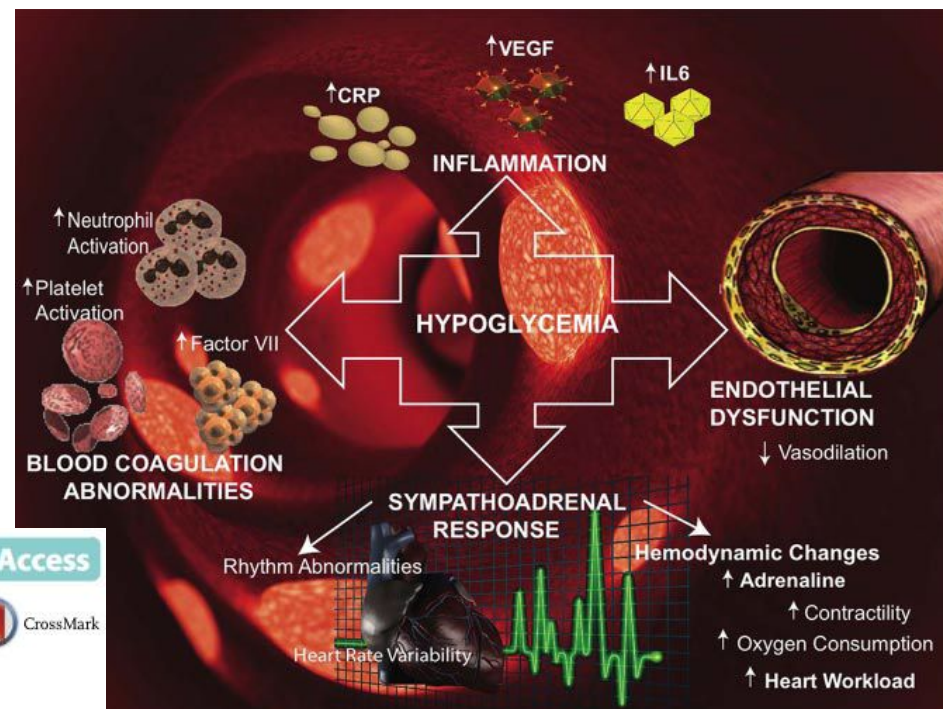 ↑VEGF
↑IL6
↑CRP
INFLAMMATION
↑Neutrophil
Activation
↑Platelet
Activation
↑Factor VII
BLOOD COAGULATION
ABNORMALITIES
HYPOGLYCEMIA
ENDOTHELIAL
DYSFUNCTION
↓ Vasodilation
SYMPATHOADRENAL
RESPONSE
Rhythm Abnormalities
Heart Rate Variability
Hemodynamic Changes
↑ Adrenaline
↑ Contractility
↑ Oxygen Consumption
↑ Heart Workload
Access
CrossMark